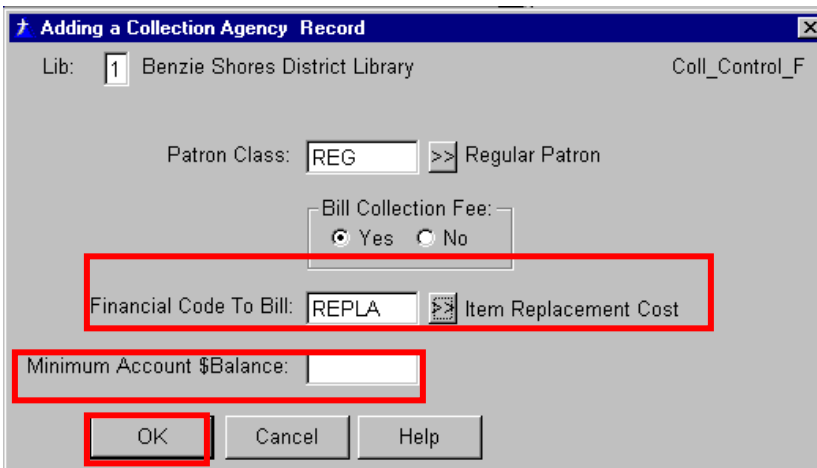 Adding a Collection Agency Record
Lib: 1 Benzie Shores District Library Coll_Control_F
Patron Class: REG >> Regular Patron
Bill Collection Fee:
Yes No
Financial Code To Bill: REPLA >> Item Replacement Cost
Minimum Account $Balance:
OK Cancel Help